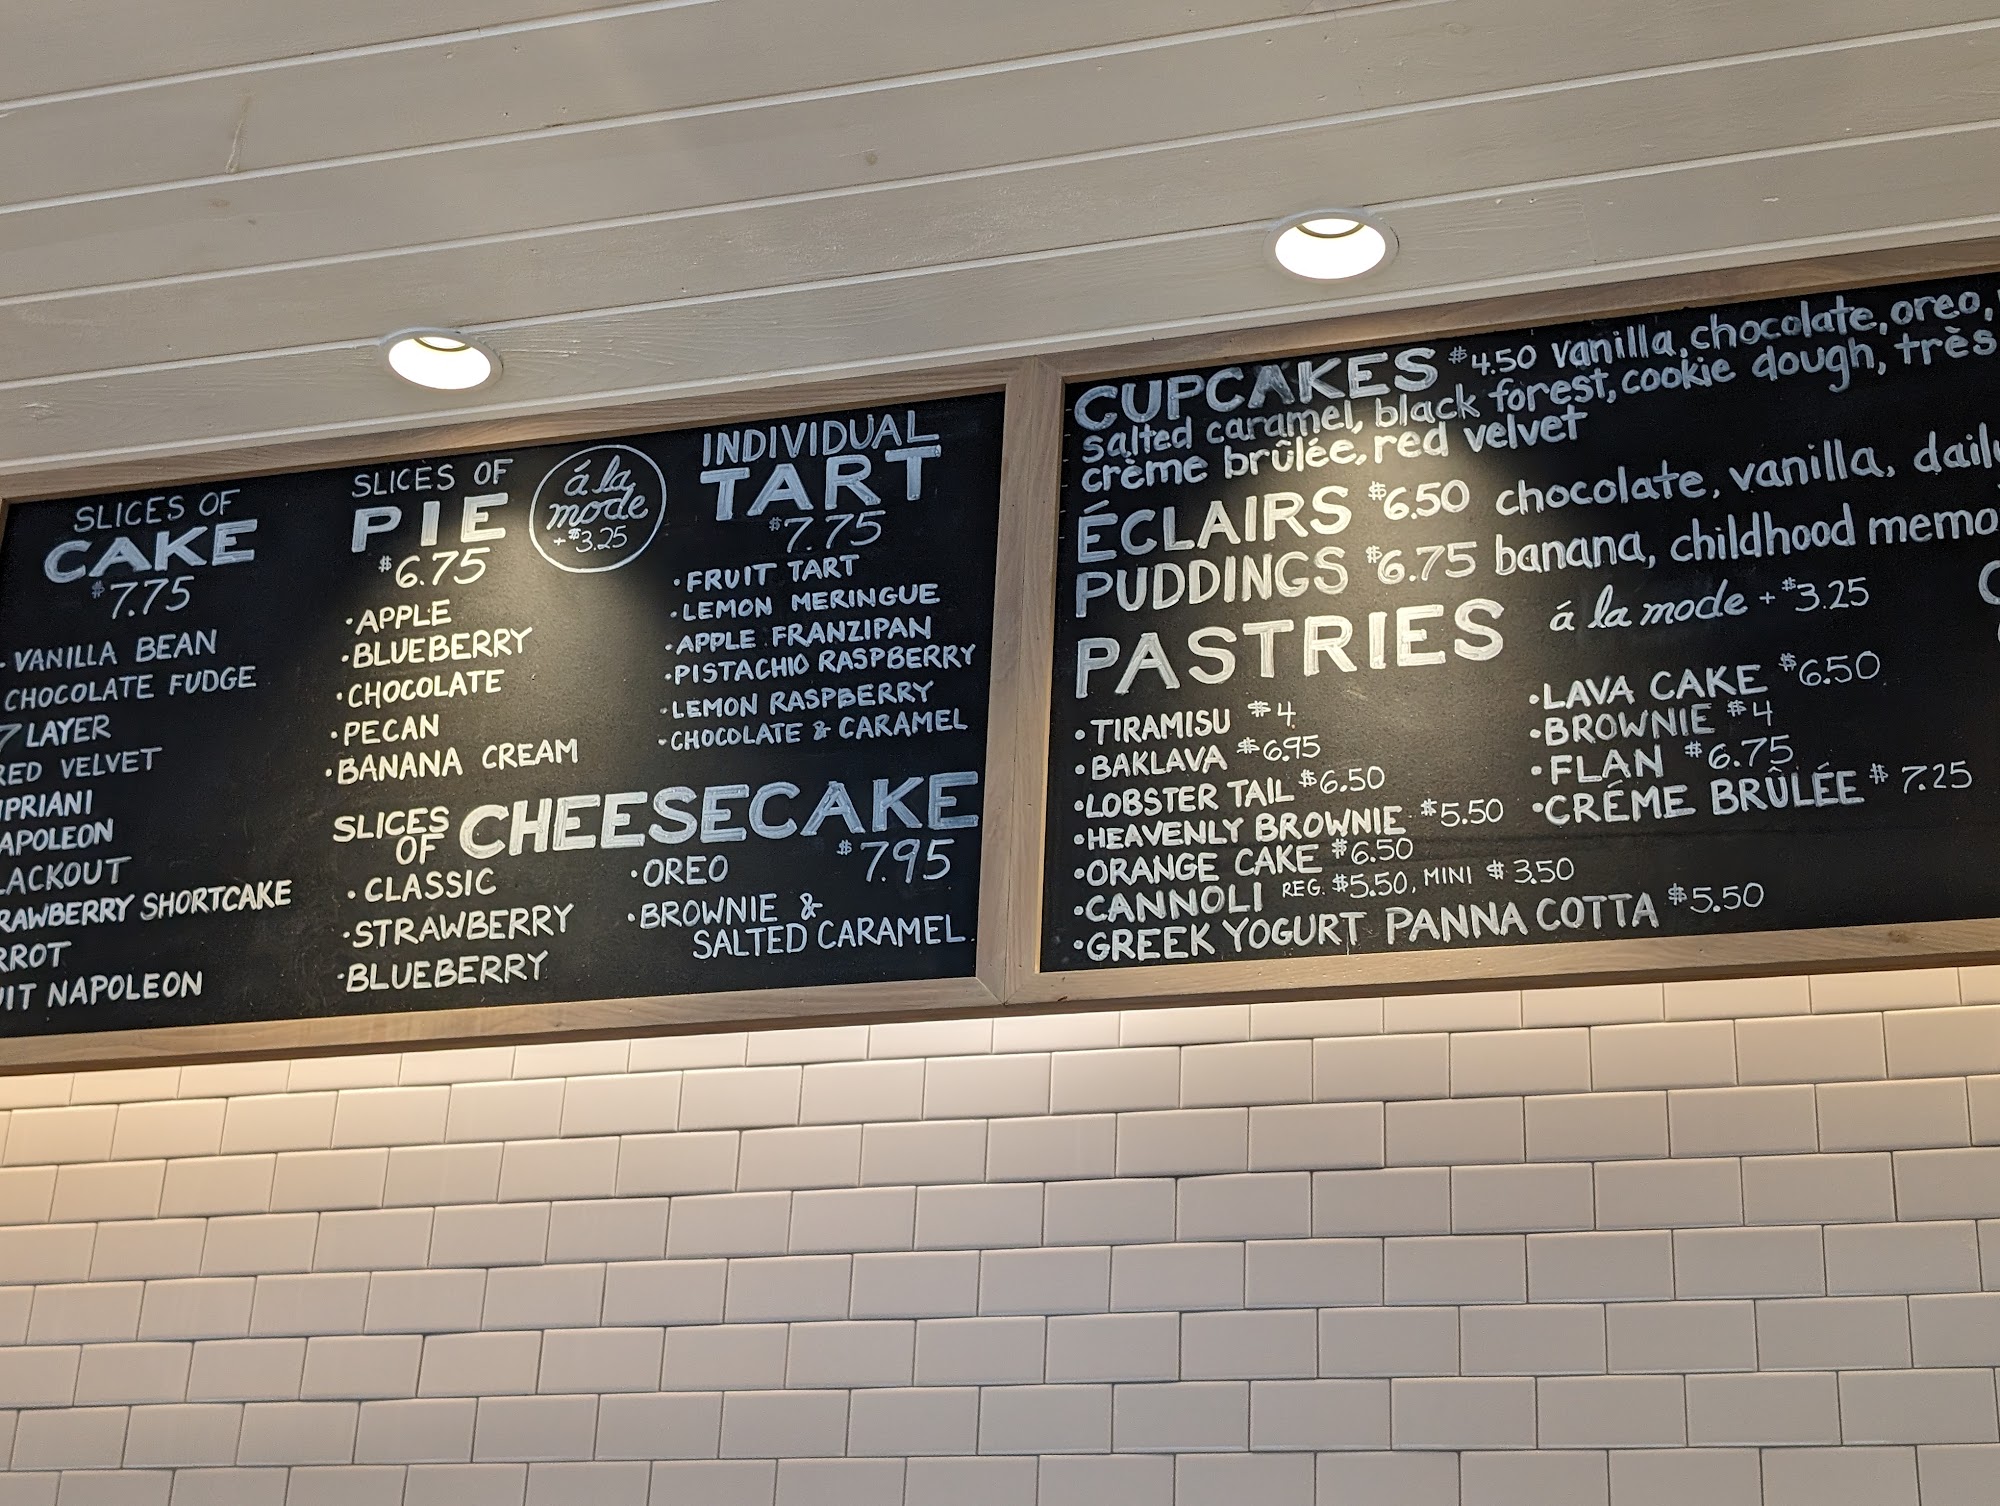 SLICES OF
CAKE
$7.75
• VANILLA BEAN
CHOCOLATE FUDGE
7 LAYER
RED VELVET
IPRIANI
APOLEON
LACKOUT
RAWBERRY SHORTCAKE
RROT
UIT NAPOLEON
SLICES OF
PIE
$6.75
• APPLE
• BLUEBERRY
• CHOCOLATE
• PECAN
• BANANA CREAM
á la
mode
+ $3.25
INDIVIDUAL
TART
$7.75
• FRUIT TART
• LEMON MERINGUE
• APPLE FRANZIPAN
• PISTACHIO RASPBERRY
• LEMON RASPBERRY
• CHOCOLATE & CARAMEL
SLICES OF CHEESECAKE
$7.95
• CLASSIC
• STRAWBERRY
• BLUEBERRY
• OREO
• BROWNIE &
SALTED CARAMEL
CUPCAKES $4.50 vanilla, chocolate, oreo,
salted caramel, black forest, cookie dough, très
crème brûlée, red velvet
ÉCLAIRS $6.50 chocolate, vanilla, daily
PUDDINGS $6.75 banana, childhood memo
PASTRIES á la mode + $3.25
• TIRAMISU $4
• BAKLAVA $6.95
• LOBSTER TAIL $6.50
• HEAVENLY BROWNIE $5.50
• ORANGE CAKE $6.50
• CANNOLI REG. $5.50, MINI $3.50
• GREEK YOGURT PANNA COTTA $5.50
• LAVA CAKE $6.50
• BROWNIE $4
• FLAN $6.75
• CRÉME BRÛLÉE $7.25